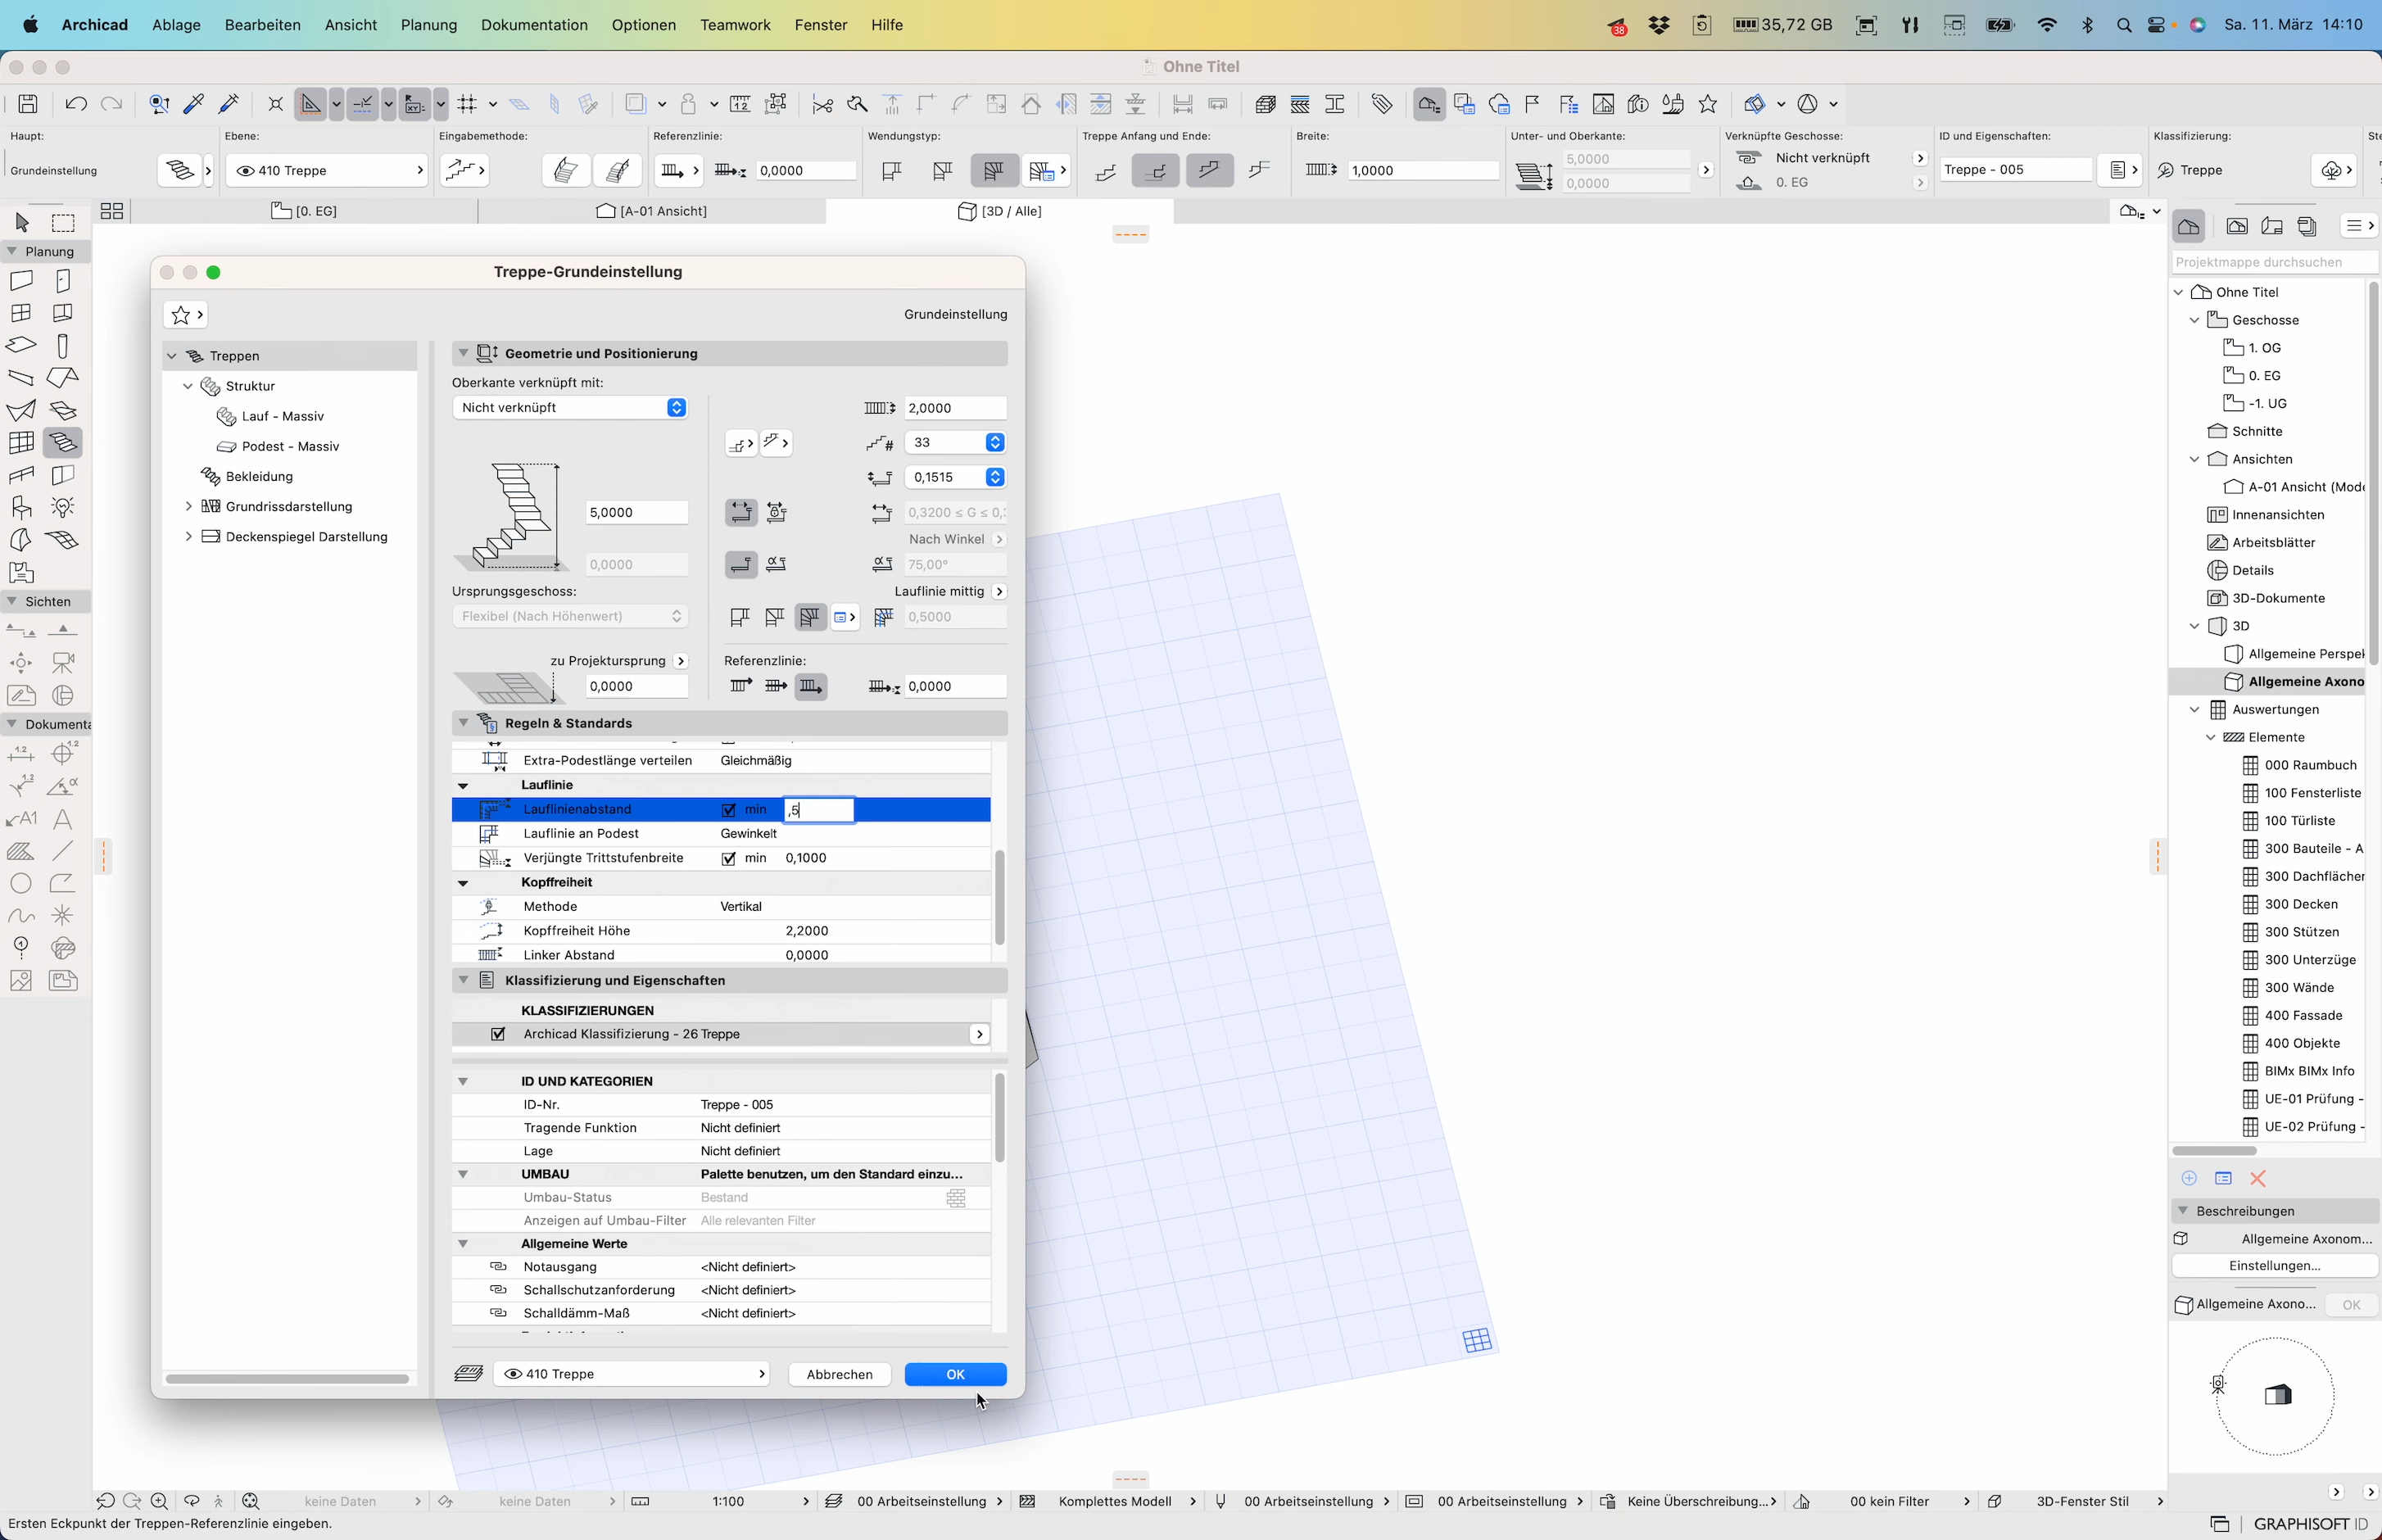 Archicad Ablage Bearbeiten Ansicht Planung Dokumentation Optionen Teamwork Fenster Hilfe 38 35,72 GB Sa. 11. März 14:10
Ohne Titel
Haupt: Ebene: Eingabemethode: Referenzlinie: Wendungstyp: Treppe Anfang und Ende: Breite: Unter- und Oberkante: Verknüpfte Geschosse: ID und Eigenschaften: Klassifizierung:
Grundeinstellung 410 Treppe 0,0000 1,0000 5,0000 0,0000 Nicht verknüpft 0. EG Treppe - 005 Treppe
[0. EG] [A-01 Ansicht] [3D / Alle]
Planung
Sichten
Dokumenta
Treppe-Grundeinstellung
Grundeinstellung
Treppen
Struktur
Lauf - Massiv
Podest - Massiv
Bekleidung
Grundrissdarstellung
Deckenspiegel Darstellung
Geometrie und Positionierung
Oberkante verknüpft mit:
Nicht verknüpft 2,0000
33
0,1515
5,0000
Nach Winkel
0,0000 75,00°
Ursprungsgeschoss: Lauflinie mittig
Flexibel (Nach Höhenwert) 0,5000
zu Projektursprung Referenzlinie:
0,0000 0,0000
Regeln & Standards
Extra-Podestlänge verteilen Gleichmäßig
Lauflinie
Lauflinienabstand min ,5
Lauflinie an Podest Gewinkelt
Verjüngte Trittstufenbreite min 0,1000
Kopffreiheit
Methode Vertikal
Kopffreiheit Höhe 2,2000
Linker Abstand 0,0000
Klassifizierung und Eigenschaften
KLASSIFIZIERUNGEN
Archicad Klassifizierung - 26 Treppe
ID UND KATEGORIEN
ID-Nr. Treppe - 005
Tragende Funktion Nicht definiert
Lage Nicht definiert
UMBAU Palette benutzen, um den Standard einzu...
Umbau-Status Bestand
Anzeigen auf Umbau-Filter Alle relevanten Filter
Allgemeine Werte
Notausgang <Nicht definiert>
Schallschutzanforderung <Nicht definiert>
Schalldämm-Maß <Nicht definiert>
410 Treppe Abbrechen OK
Projektmappe durchsuchen
Ohne Titel
Geschosse
1. OG
0. EG
-1. UG
Schnitte
Ansichten
A-01 Ansicht (Mode
Innenansichten
Arbeitsblätter
Details
3D-Dokumente
3D
Allgemeine Perspel
Allgemeine Axono
Auswertungen
Elemente
000 Raumbuch
100 Fensterliste
100 Türliste
300 Bauteile - A
300 Dachflächer
300 Decken
300 Stützen
300 Unterzüge
300 Wände
400 Fassade
400 Objekte
BIMx BIMx Info
UE-01 Prüfung -
UE-02 Prüfung -
Beschreibungen
Allgemeine Axonom...
Einstellungen...
Allgemeine Axono... OK
keine Daten keine Daten 1:100 00 Arbeitseinstellung Komplettes Modell 00 Arbeitseinstellung 00 Arbeitseinstellung Keine Überschreibung... 00 kein Filter 3D-Fenster Stil
Ersten Eckpunkt der Treppen-Referenzlinie eingeben. GRAPHISOFT ID